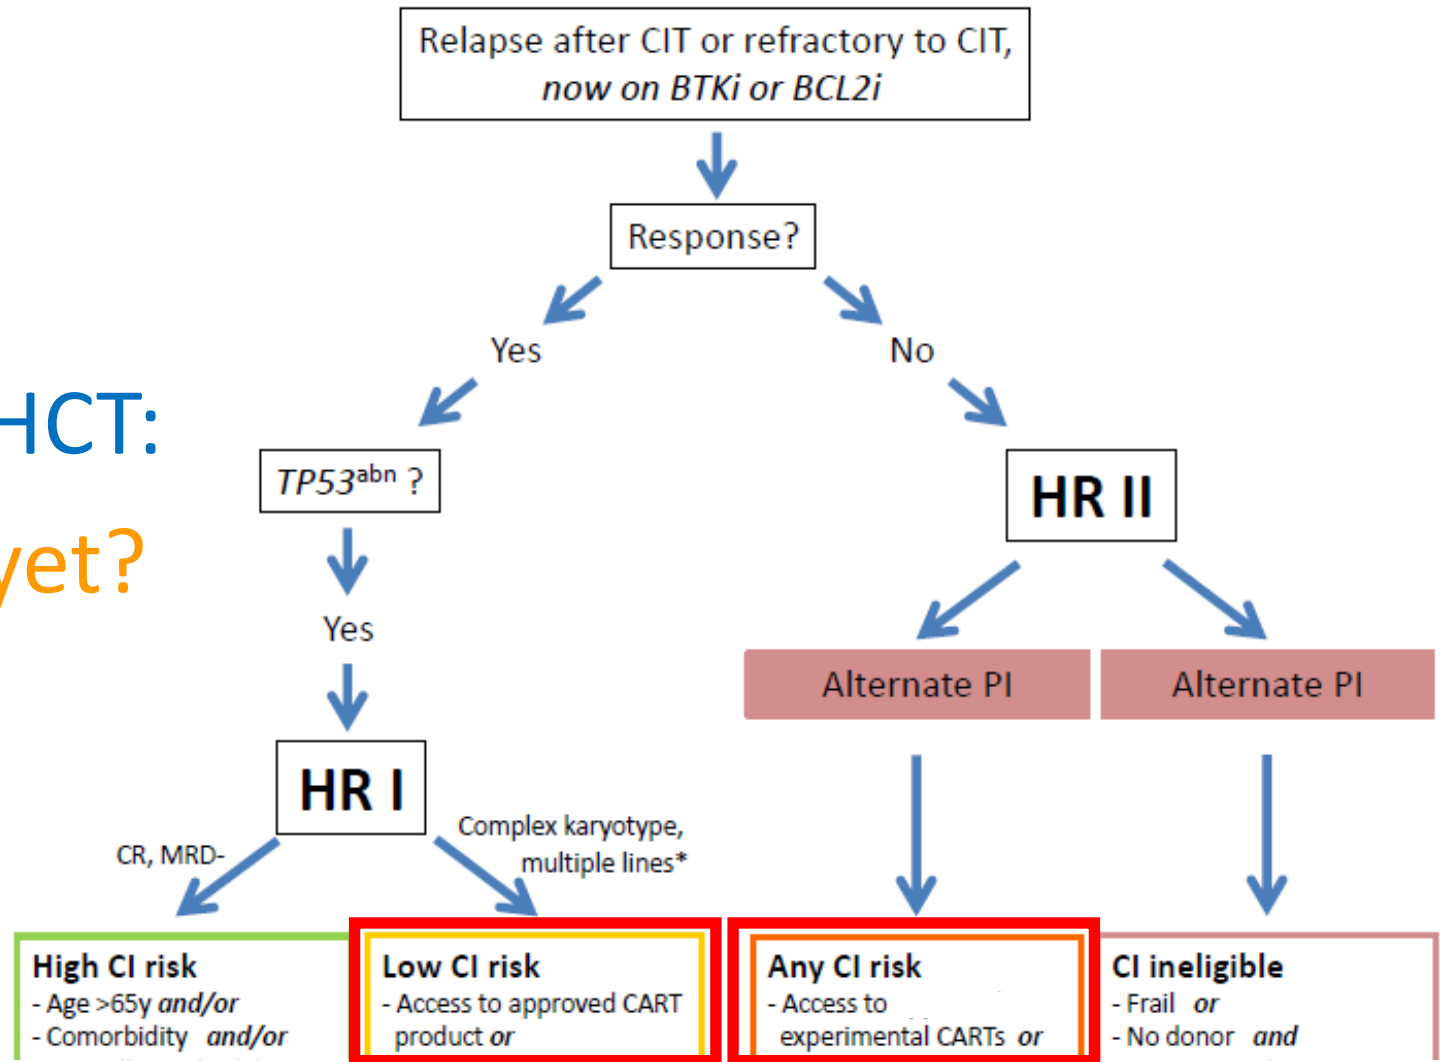 Relapse after CIT or refractory to CIT,
now on BTKi or BCL2i
Response?
Yes
No
HCT:
yet?
TP53abn ?
HR II
Yes
Alternate PI
Alternate PI
HR I
CR, MRD-
Complex karyotype,
multiple lines*
High CI risk
- Age >65y and/or
- Comorbidity and/or
Low CI risk
- Access to approved CART
product or
Any CI risk
- Access to
experimental CARTs or
CI ineligible
- Frail or
- No donor and